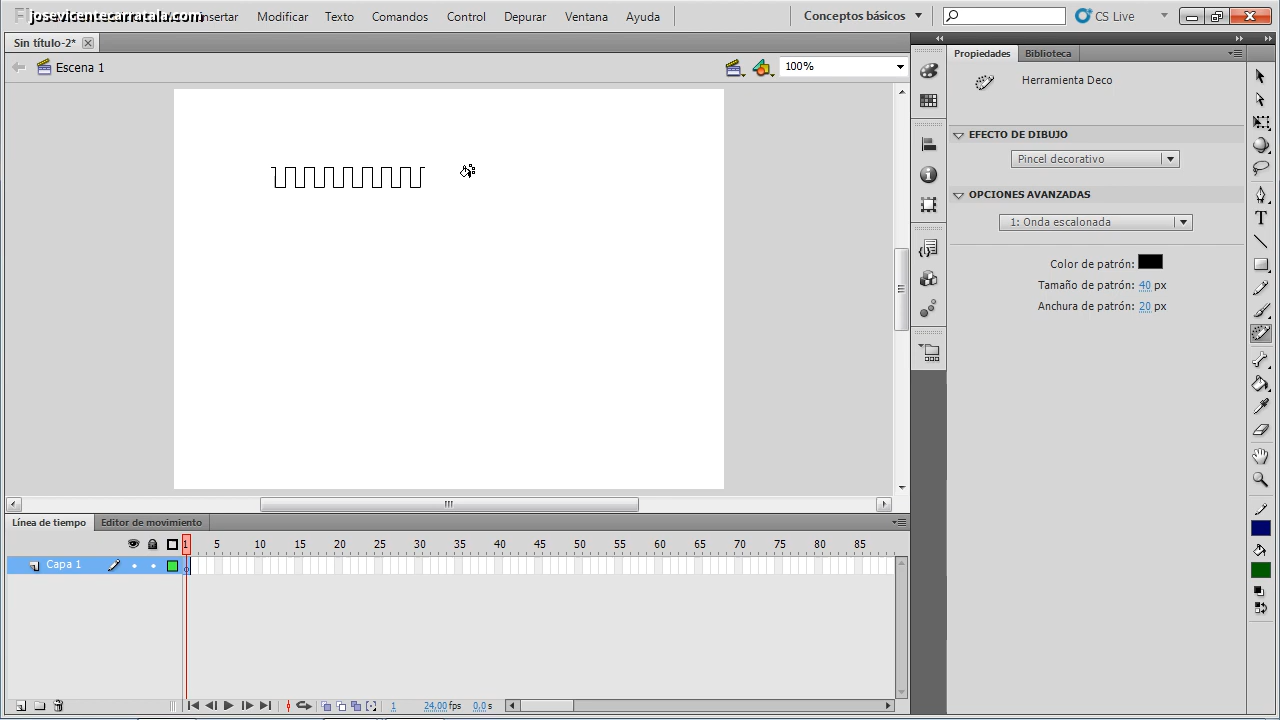 josevicentecarratala.com
Insertar Modificar Texto Comandos Control Depurar Ventana Ayuda Conceptos básicos CS Live
Sin título-2*
Escena 1 100%
Propiedades Biblioteca
Herramienta Deco
EFECTO DE DIBUJO
Pincel decorativo
OPCIONES AVANZADAS
1: Onda escalonada
Color de patrón:
Tamaño de patrón: 40 px
Anchura de patrón: 20 px
Línea de tiempo Editor de movimiento
1 5 10 15 20 25 30 35 40 45 50 55 60 65 70 75 80 85
Capa 1
1 24,00 fps 0,0 s